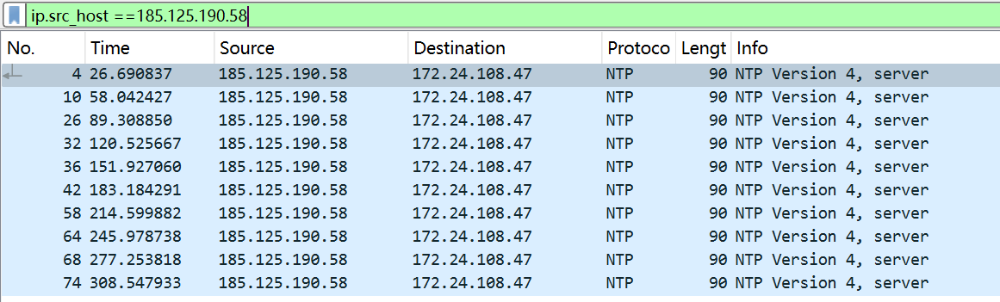 ip.src_host ==185.125.190.58
No. Time Source Destination Protoco Lengt Info
4 26.690837 185.125.190.58 172.24.108.47 NTP 90 NTP Version 4, server
10 58.042427 185.125.190.58 172.24.108.47 NTP 90 NTP Version 4, server
26 89.308850 185.125.190.58 172.24.108.47 NTP 90 NTP Version 4, server
32 120.525667 185.125.190.58 172.24.108.47 NTP 90 NTP Version 4, server
36 151.927060 185.125.190.58 172.24.108.47 NTP 90 NTP Version 4, server
42 183.184291 185.125.190.58 172.24.108.47 NTP 90 NTP Version 4, server
58 214.599882 185.125.190.58 172.24.108.47 NTP 90 NTP Version 4, server
64 245.978738 185.125.190.58 172.24.108.47 NTP 90 NTP Version 4, server
68 277.253818 185.125.190.58 172.24.108.47 NTP 90 NTP Version 4, server
74 308.547933 185.125.190.58 172.24.108.47 NTP 90 NTP Version 4, server